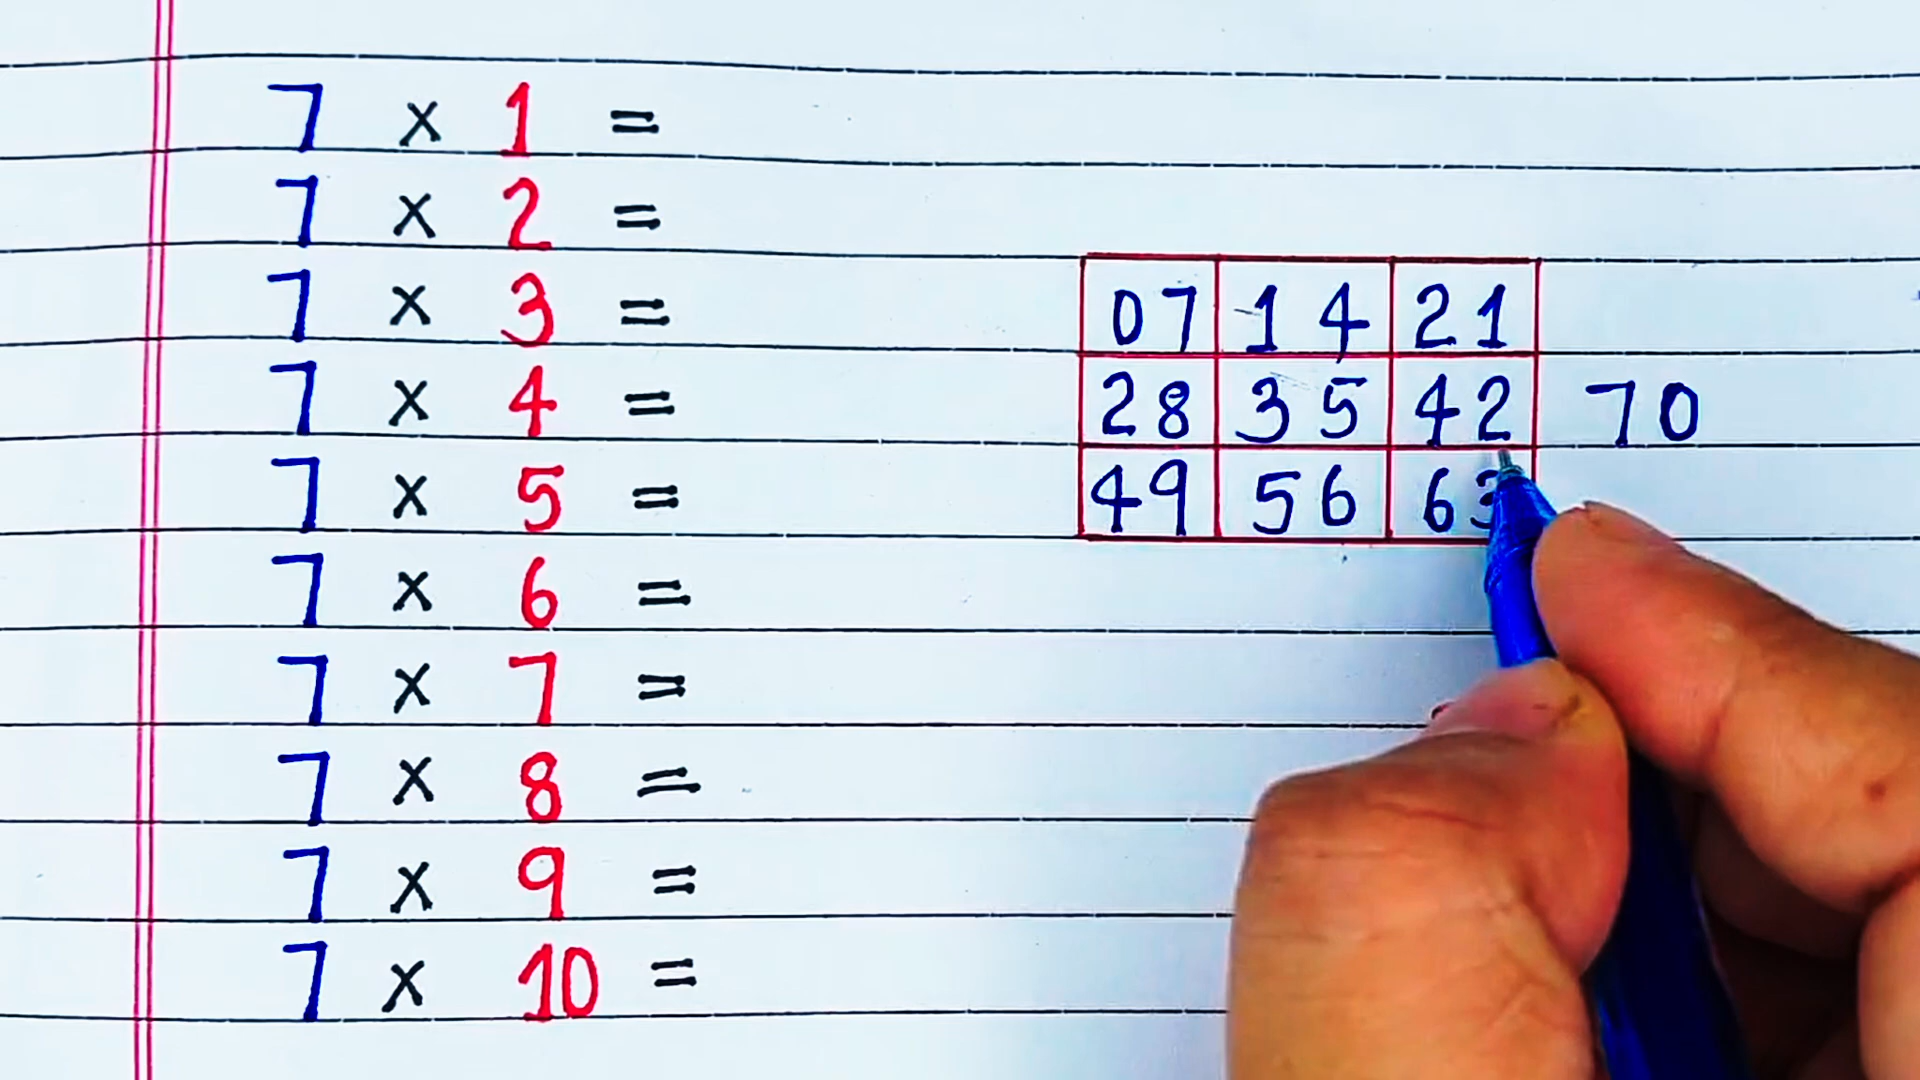 7 x 1 =
7 x 2 =
7 x 3 =
7 x 4 =
7 x 5 =
7 x 6 =
7 x 7 =
7 x 8 =
7 x 9 =
7 x 10 =
07 14 21
28 35 42 70
49 56 63